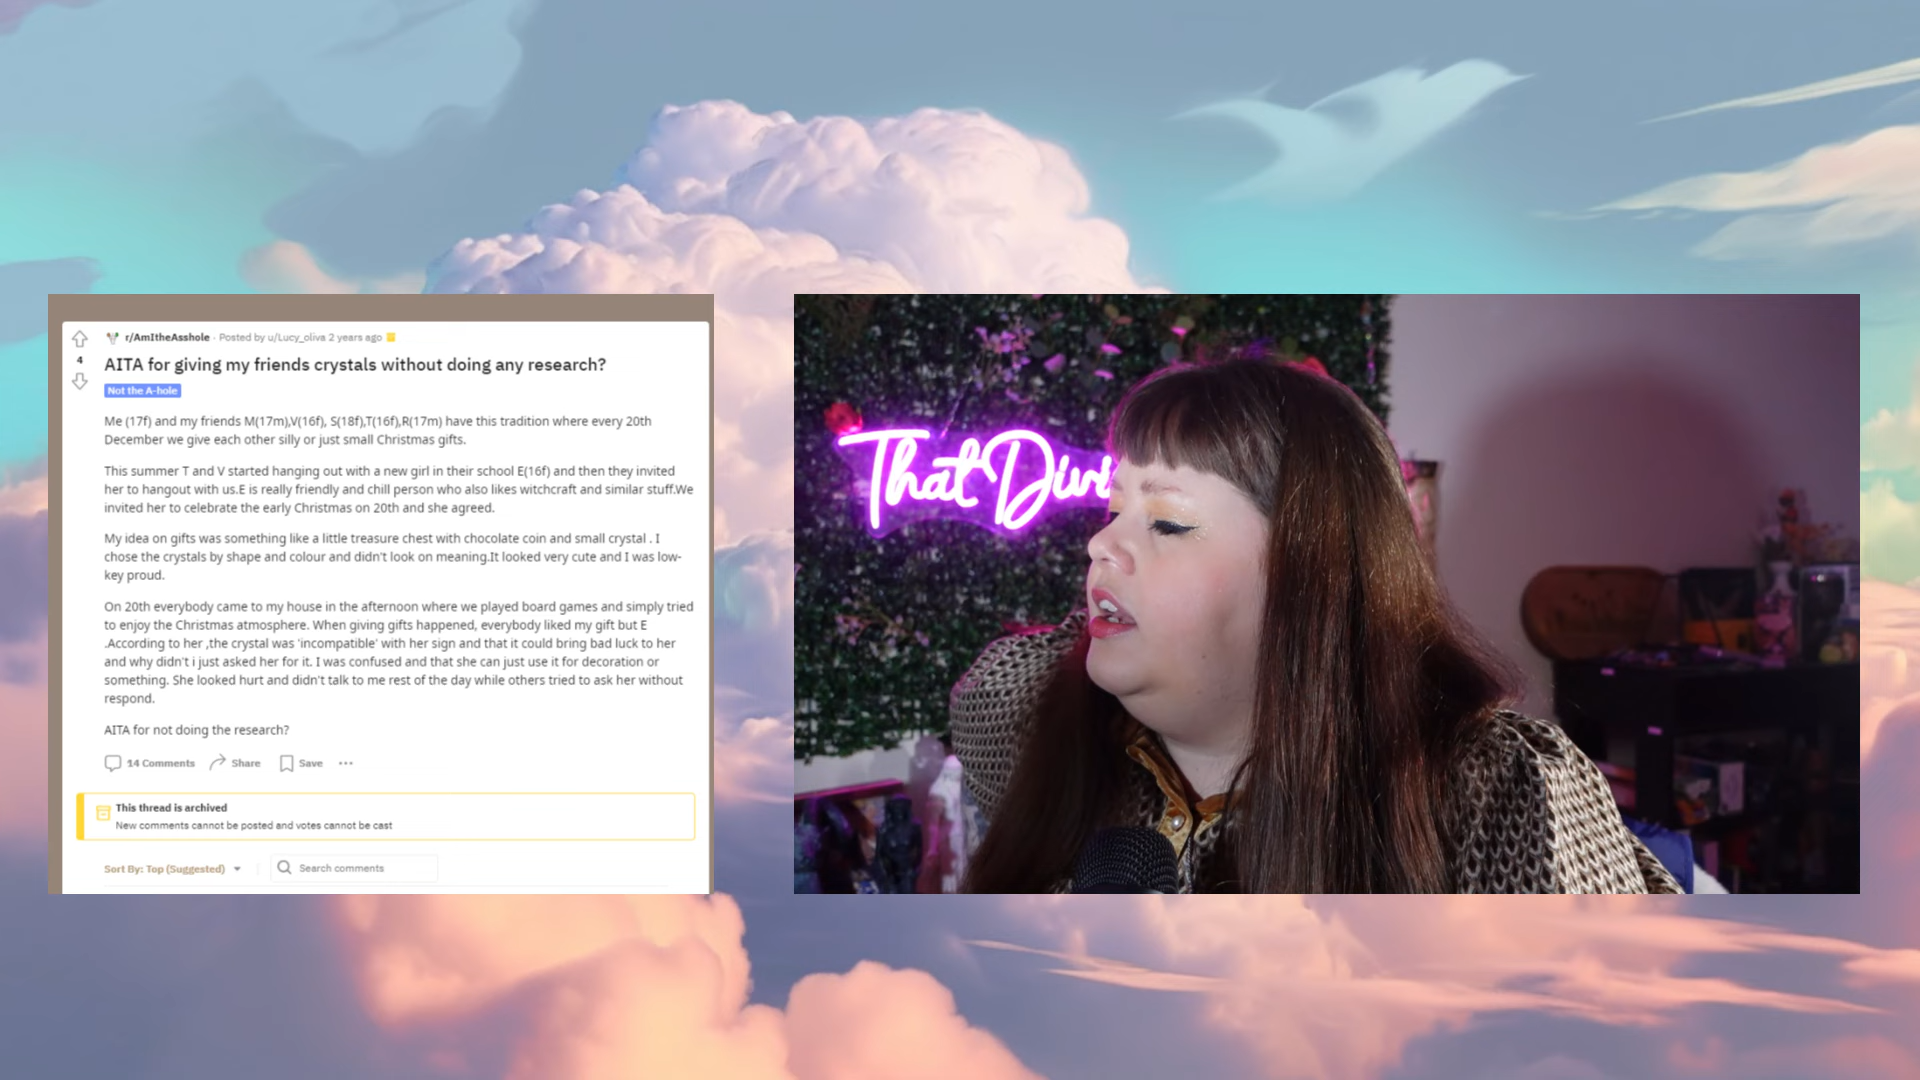 r/AmItheAsshole · Posted by u/Lucy_oliva 2 years ago
4
AITA for giving my friends crystals without doing any research?
Not the A-hole
Me (17f) and my friends M(17m),V(16f), S(18f),T(16f),R(17m) have this tradition where every 20th
December we give each other silly or just small Christmas gifts.
This summer T and V started hanging out with a new girl in their school E(16f) and then they invited
her to hangout with us.E is really friendly and chill person who also likes witchcraft and similar stuff.We
invited her to celebrate the early Christmas on 20th and she agreed.
My idea on gifts was something like a little treasure chest with chocolate coin and small crystal . I
chose the crystals by shape and colour and didn't look on meaning.It looked very cute and I was low-
key proud.
On 20th everybody came to my house in the afternoon where we played board games and simply tried
to enjoy the Christmas atmosphere. When giving gifts happened, everybody liked my gift but E
.According to her ,the crystal was 'incompatible' with her sign and that it could bring bad luck to her
and why didn't i just asked her for it. I was confused and that she can just use it for decoration or
something. She looked hurt and didn't talk to me rest of the day while others tried to ask her without
respond.
AITA for not doing the research?
14 Comments Share Save ...
This thread is archived
New comments cannot be posted and votes cannot be cast
Sort By: Top (Suggested) Search comments
That Divi